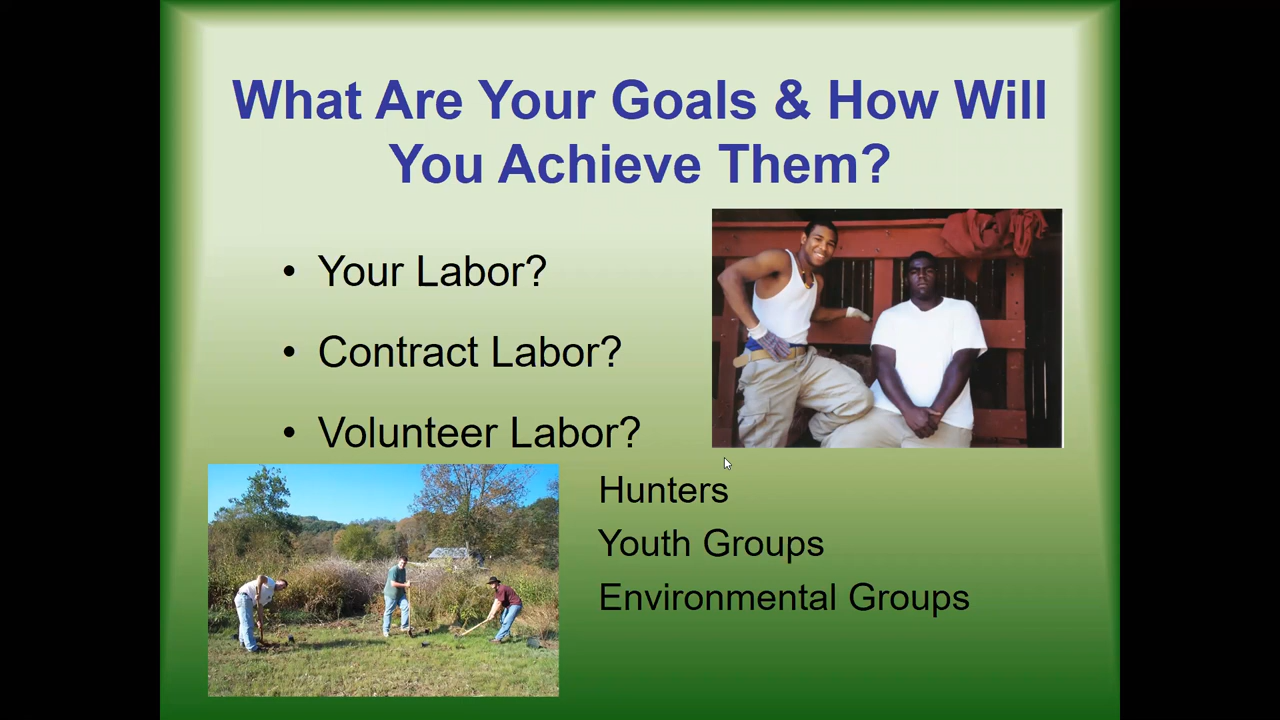 What Are Your Goals & How Will
You Achieve Them?
• Your Labor?
• Contract Labor?
• Volunteer Labor?
Hunters
Youth Groups
Environmental Groups